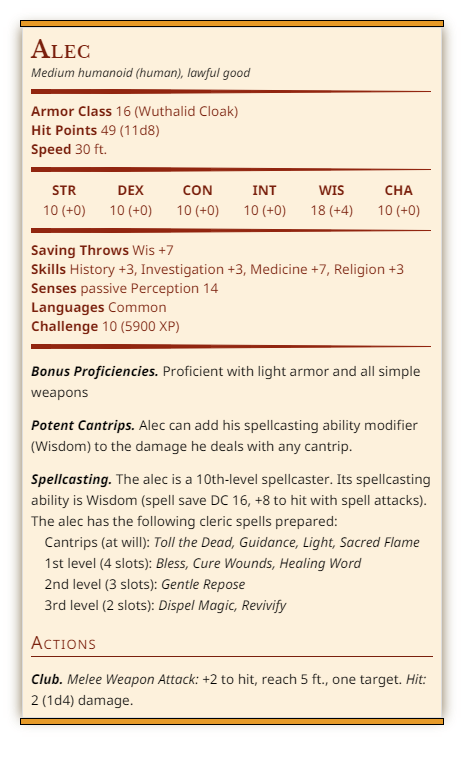 Alec
Medium humanoid (human), lawful good
Armor Class 16 (Wuthalid Cloak)
Hit Points 49 (11d8)
Speed 30 ft.
STR DEX CON INT WIS CHA
10 (+0) 10 (+0) 10 (+0) 10 (+0) 18 (+4) 10 (+0)
Saving Throws Wis +7
Skills History +3, Investigation +3, Medicine +7, Religion +3
Senses passive Perception 14
Languages Common
Challenge 10 (5900 XP)
Bonus Proficiencies. Proficient with light armor and all simple
weapons
Potent Cantrips. Alec can add his spellcasting ability modifier
(Wisdom) to the damage he deals with any cantrip.
Spellcasting. The alec is a 10th-level spellcaster. Its spellcasting
ability is Wisdom (spell save DC 16, +8 to hit with spell attacks).
The alec has the following cleric spells prepared:
Cantrips (at will): Toll the Dead, Guidance, Light, Sacred Flame
1st level (4 slots): Bless, Cure Wounds, Healing Word
2nd level (3 slots): Gentle Repose
3rd level (2 slots): Dispel Magic, Revivify
Actions
Club. Melee Weapon Attack: +2 to hit, reach 5 ft., one target. Hit:
2 (1d4) damage.